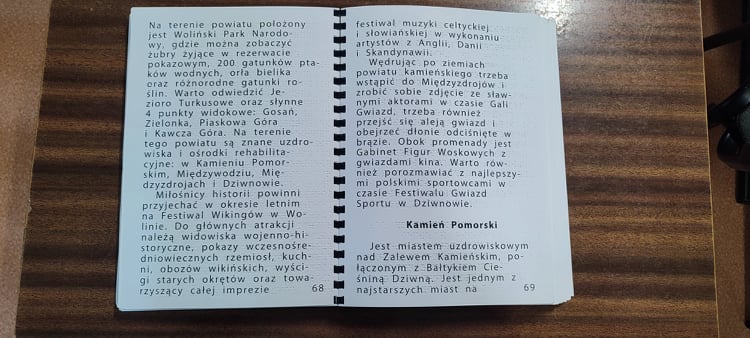 Na terenie powiatu położony
jest Woliński Park Narodo-
wy, gdzie można zobaczyć
żubry żyjące w rezerwacie
pokazowym, 200 gatunków pta-
ków wodnych, orła bielika
oraz różnorodne gatunki ro-
ślin. Warto odwiedzić Je-
zioro Turkusowe oraz słynne
4 punkty widokowe: Gosań,
Zielonka, Piaskowa Góra
i Kawcza Góra. Na terenie
tego powiatu są znane uzdro-
wiska i ośrodki rehabilita-
cyjne: w Kamieniu Pomor-
skim, Międzywodziu, Mię-
dzyzdrojach i Dziwnowie.
Miłośnicy historii powinni
przyjechać w okresie letnim
na Festiwal Wikingów w Wo-
linie. Do głównych atrakcji
należą widowiska wojenno-hi-
storyczne, pokazy wczesnośre-
dniowiecznych rzemiosł, kuch-
ni, obozów wikińskich, wyści-
gi starych okrętów oraz towa-
rzyszący całej imprezie
68
festiwal muzyki celtyckiej
i słowiańskiej w wykonaniu
artystów z Anglii, Danii
i Skandynawii.
Wędrując po ziemiach
powiatu kamieńskiego trzeba
wstąpić do Międzyzdrojów i
zrobić sobie zdjęcie ze sław-
nymi aktorami w czasie Gali
Gwiazd, trzeba również
przejść się aleją gwiazd i
obejrzeć dłonie odciśnięte w
brązie. Obok promenady jest
Gabinet Figur Woskowych z
gwiazdami kina. Warto rów-
nież porozmawiać z najlepszy-
mi polskimi sportowcami w
czasie Festiwalu Gwiazd
Sportu w Dziwnowie.
Kamień Pomorski
Jest miastem uzdrowiskowym
nad Zalewem Kamieńskim, po-
łączonym z Bałtykiem Cie-
śniną Dziwną. Jest jednym z
najstarszych miast na
69